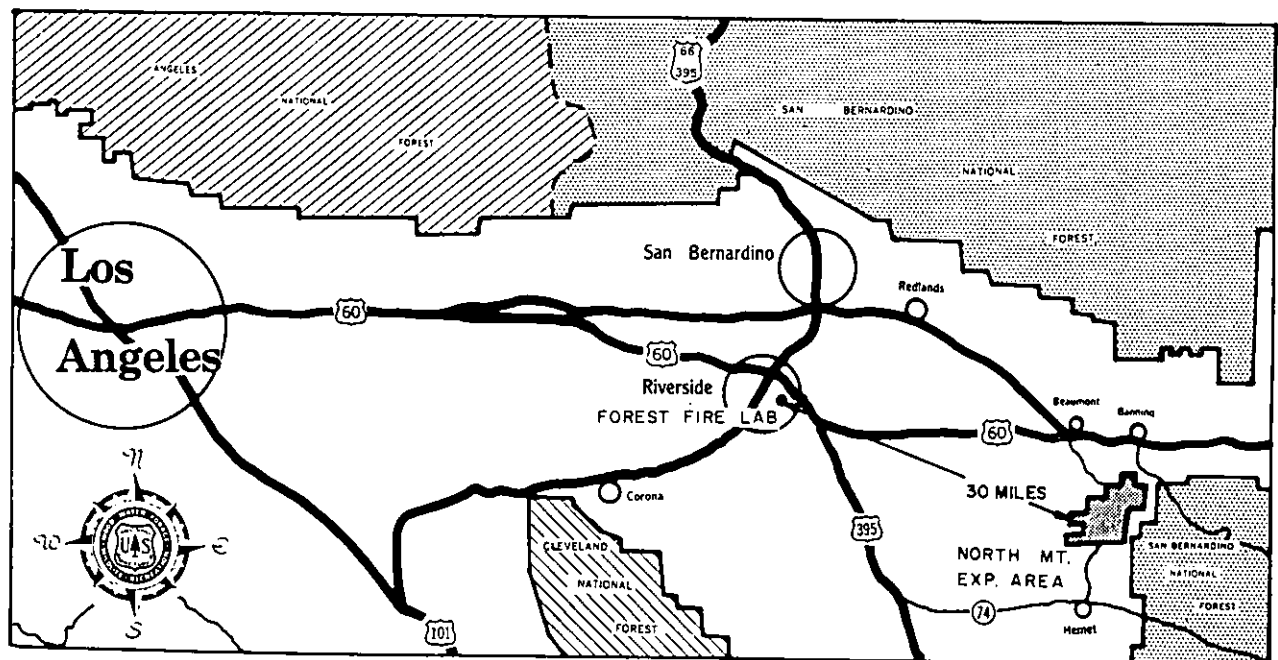 ANGELES
NATIONAL
FOREST
66
395
SAN BERNARDINO
NATIONAL
FOREST
Los
Angeles
San Bernardino
Redlands
60
60
Riverside
FOREST FIRE LAB
Beaumont
Banning
60
30 MILES
Corona
395
N
W
E
S
U S
CLEVELAND
NATIONAL
FOREST
NORTH MT.
EXP. AREA
SAN BERNARDINO
NATIONAL
FOREST
74
Hemet
101